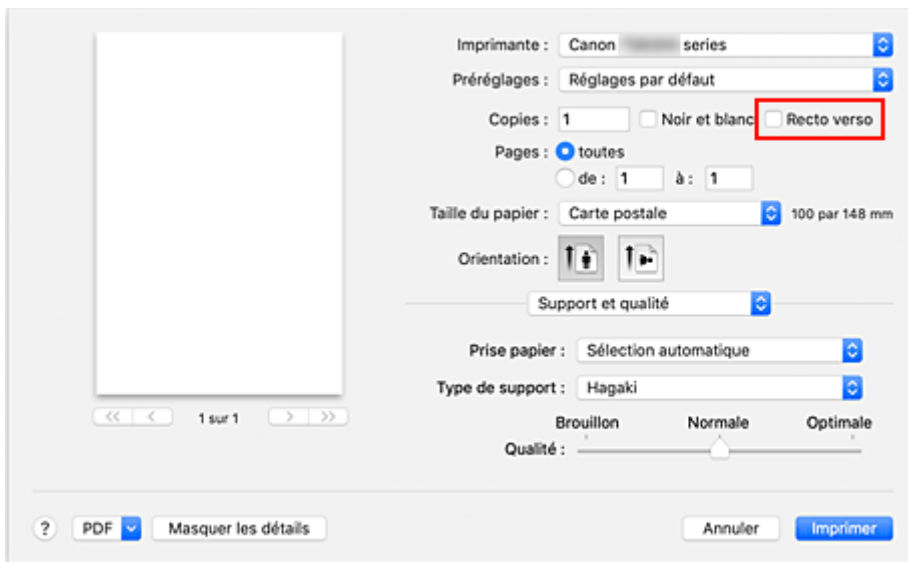 Imprimante : Canon series
Préréglages : Réglages par défaut
Copies : 1 Noir et blanc Recto verso
Pages : toutes
de : 1 à : 1
Taille du papier : Carte postale 100 par 148 mm
Orientation :
Support et qualité
Prise papier : Sélection automatique
Type de support : Hagaki
1 sur 1
Brouillon Normale Optimale
Qualité :
? PDF Masquer les détails Annuler Imprimer